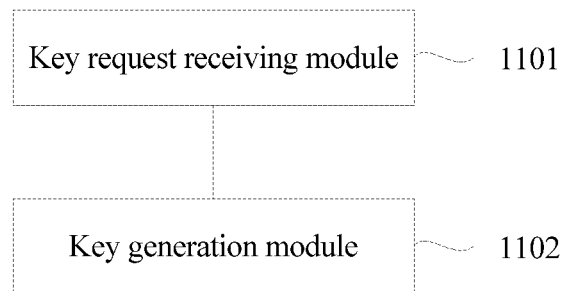 Key request receiving module 1101
Key generation module 1102